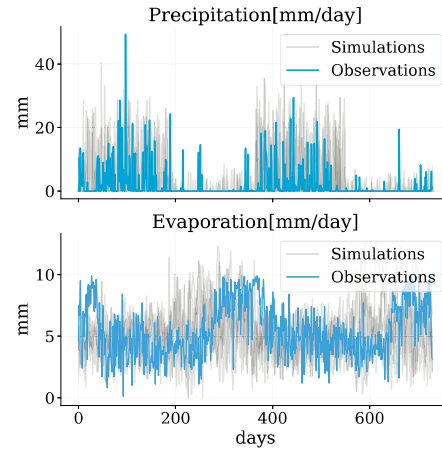 Precipitation[mm/day]
Simulations
Observations
40
20
0
mm
Evaporation[mm/day]
Simulations
Observations
10
5
0
mm
0
200
400
600
days